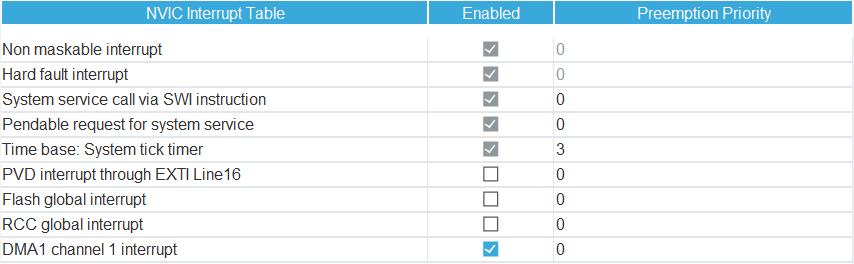 NVIC Interrupt Table Enabled Preemption Priority
Non maskable interrupt 0
Hard fault interrupt 0
System service call via SWI instruction 0
Pendable request for system service 0
Time base: System tick timer 3
PVD interrupt through EXTI Line16 0
Flash global interrupt 0
RCC global interrupt 0
DMA1 channel 1 interrupt 0